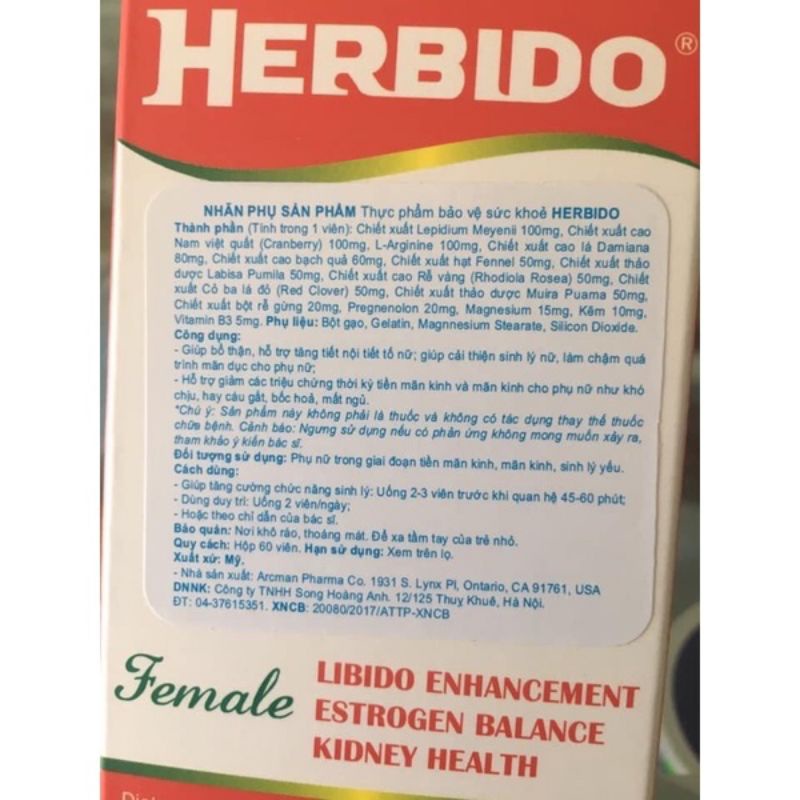 HERBIDO®
NHÃN PHỤ SẢN PHẨM Thực phẩm bảo vệ sức khoẻ HERBIDO
Thành phần (Tính trong 1 viên): Chiết xuất Lepidium Meyenii 100mg, Chiết xuất cao
Nam việt quất (Cranberry) 100mg, L-Arginine 100mg, Chiết xuất cao lá Damiana
80mg, Chiết xuất cao bạch quả 60mg, Chiết xuất hạt Fennel 50mg, Chiết xuất thảo
dược Labisa Pumila 50mg, Chiết xuất cao Rễ vàng (Rhodiola Rosea) 50mg, Chiết
xuất Cỏ ba lá đỏ (Red Clover) 50mg, Chiết xuất thảo dược Muira Puama 50mg,
Chiết xuất bột rễ gừng 20mg, Pregnenolon 20mg, Magnesium 15mg, Kẽm 10mg,
Vitamin B3 5mg. Phụ liệu: Bột gạo, Gelatin, Magnnesium Stearate, Silicon Dioxide.
Công dụng:
- Giúp bổ thận, hỗ trợ tăng tiết nội tiết tố nữ; giúp cải thiện sinh lý nữ, làm chậm quá
trình mãn dục cho phụ nữ;
- Hỗ trợ giảm các triệu chứng thời kỳ tiền mãn kinh và mãn kinh cho phụ nữ như khó
chịu, hay cáu gắt, bốc hoả, mất ngủ.
*Chú ý: Sản phẩm này không phải là thuốc và không có tác dụng thay thế thuốc
chữa bệnh. Cảnh báo: Ngưng sử dụng nếu có phản ứng không mong muốn xảy ra,
tham khảo ý kiến bác sĩ.
Đối tượng sử dụng: Phụ nữ trong giai đoạn tiền mãn kinh, mãn kinh, sinh lý yếu.
Cách dùng:
- Giúp tăng cường chức năng sinh lý: Uống 2-3 viên trước khi quan hệ 45-60 phút;
- Dùng duy trì: Uống 2 viên/ngày;
- Hoặc theo chỉ dẫn của bác sĩ.
Bảo quản: Nơi khô ráo, thoáng mát. Để xa tầm tay của trẻ nhỏ.
Quy cách: Hộp 60 viên. Hạn sử dụng: Xem trên lọ.
Xuất xứ: Mỹ.
- Nhà sản xuất: Arcman Pharma Co. 1931 S. Lynx Pl, Ontario, CA 91761, USA
DNNK: Công ty TNHH Song Hoàng Anh. 12/125 Thuỵ Khuê, Hà Nội.
ĐT: 04-37615351. XNCB: 20080/2017/ATTP-XNCB
Female
LIBIDO ENHANCEMENT
ESTROGEN BALANCE
KIDNEY HEALTH